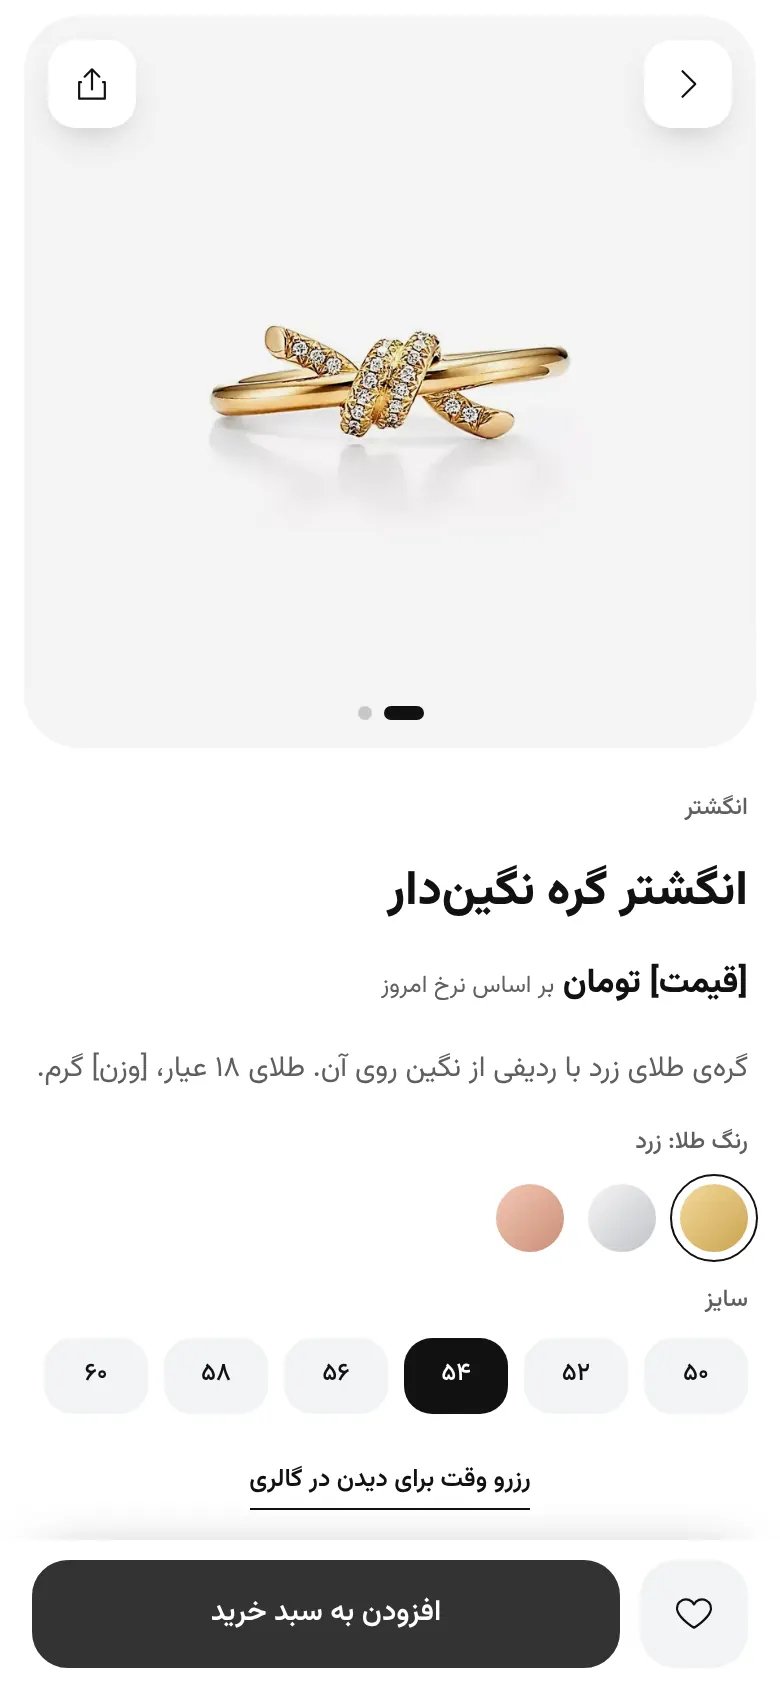 انگشتر
انگشتر گره نگین‌دار
[قیمت] تومان بر اساس نرخ امروز
گره‌ی طلای زرد با ردیفی از نگین روی آن. طلای ۱۸ عیار، [وزن] گرم.
رنگ طلا: زرد
سایز
۵۰ ۵۲ ۵۴ ۵۶ ۵۸ ۶۰
رزرو وقت برای دیدن در گالری
افزودن به سبد خرید